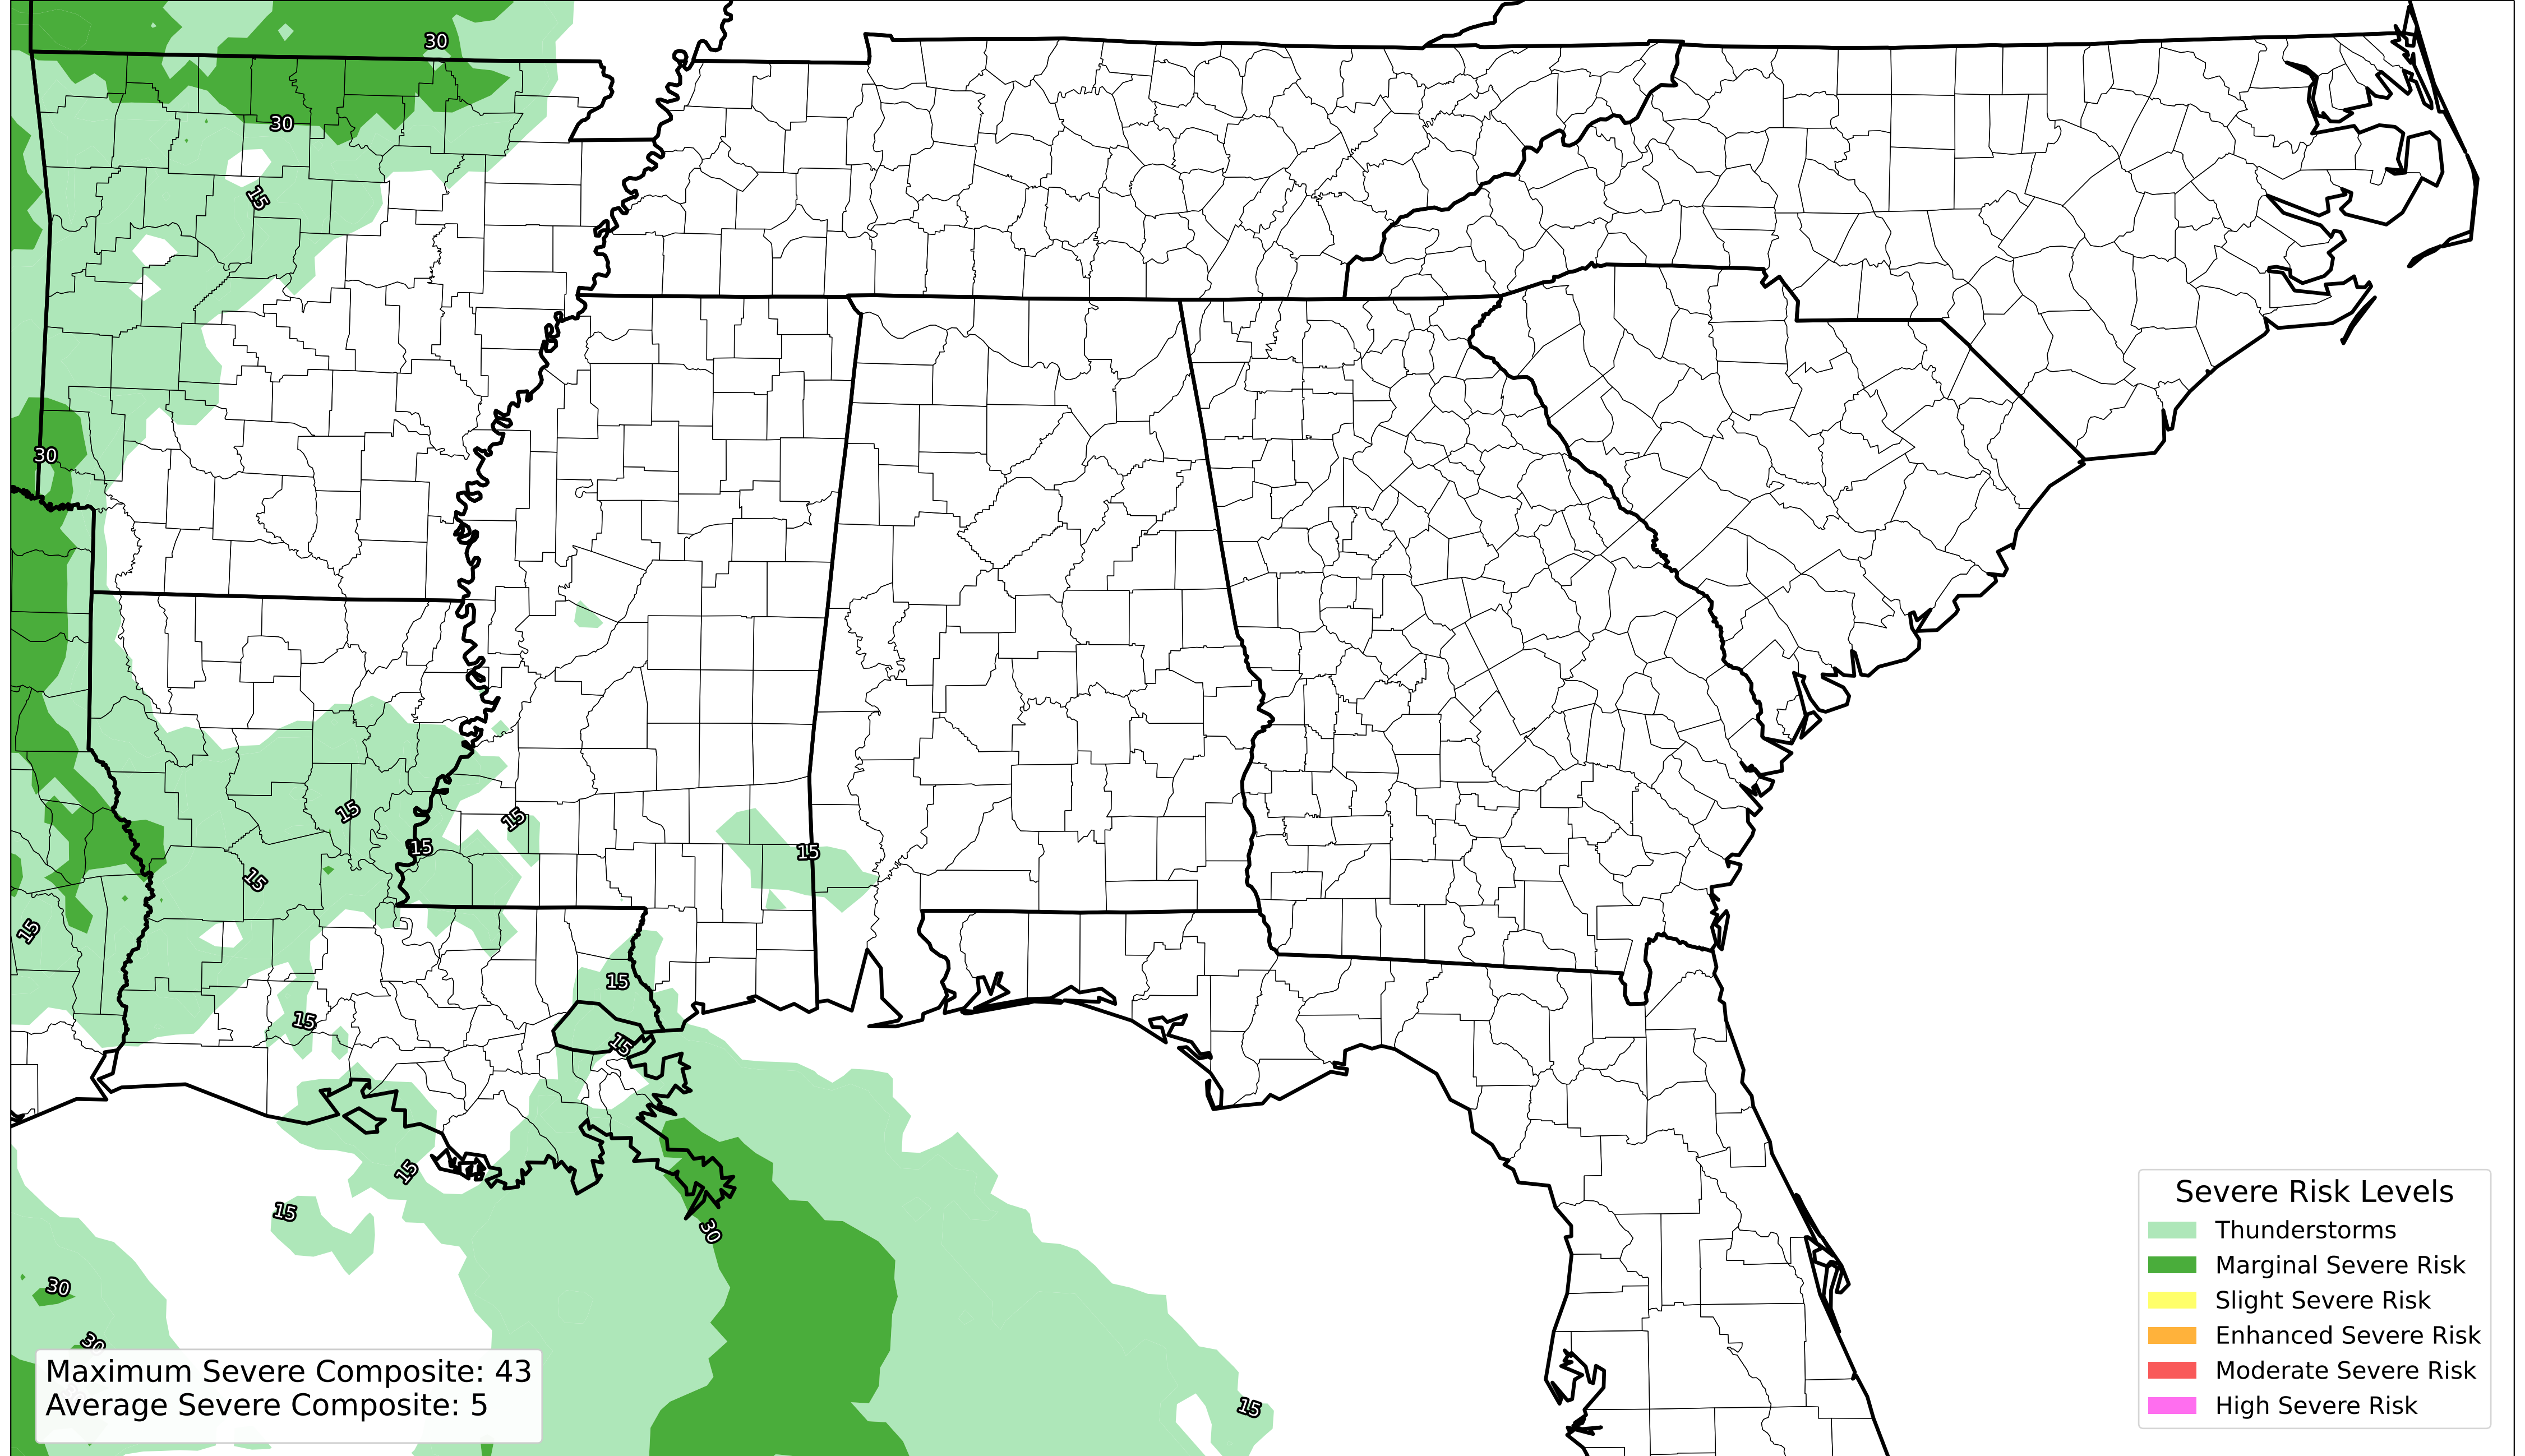 30
30
15
30
15
15
15
15
15
15
15
15
15
15
30
15
30
30
15
Maximum Severe Composite: 43
Average Severe Composite: 5
Severe Risk Levels
Thunderstorms
Marginal Severe Risk
Slight Severe Risk
Enhanced Severe Risk
Moderate Severe Risk
High Severe Risk